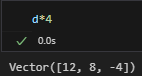 d*4
0.0s
Vector([12, 8, -4])